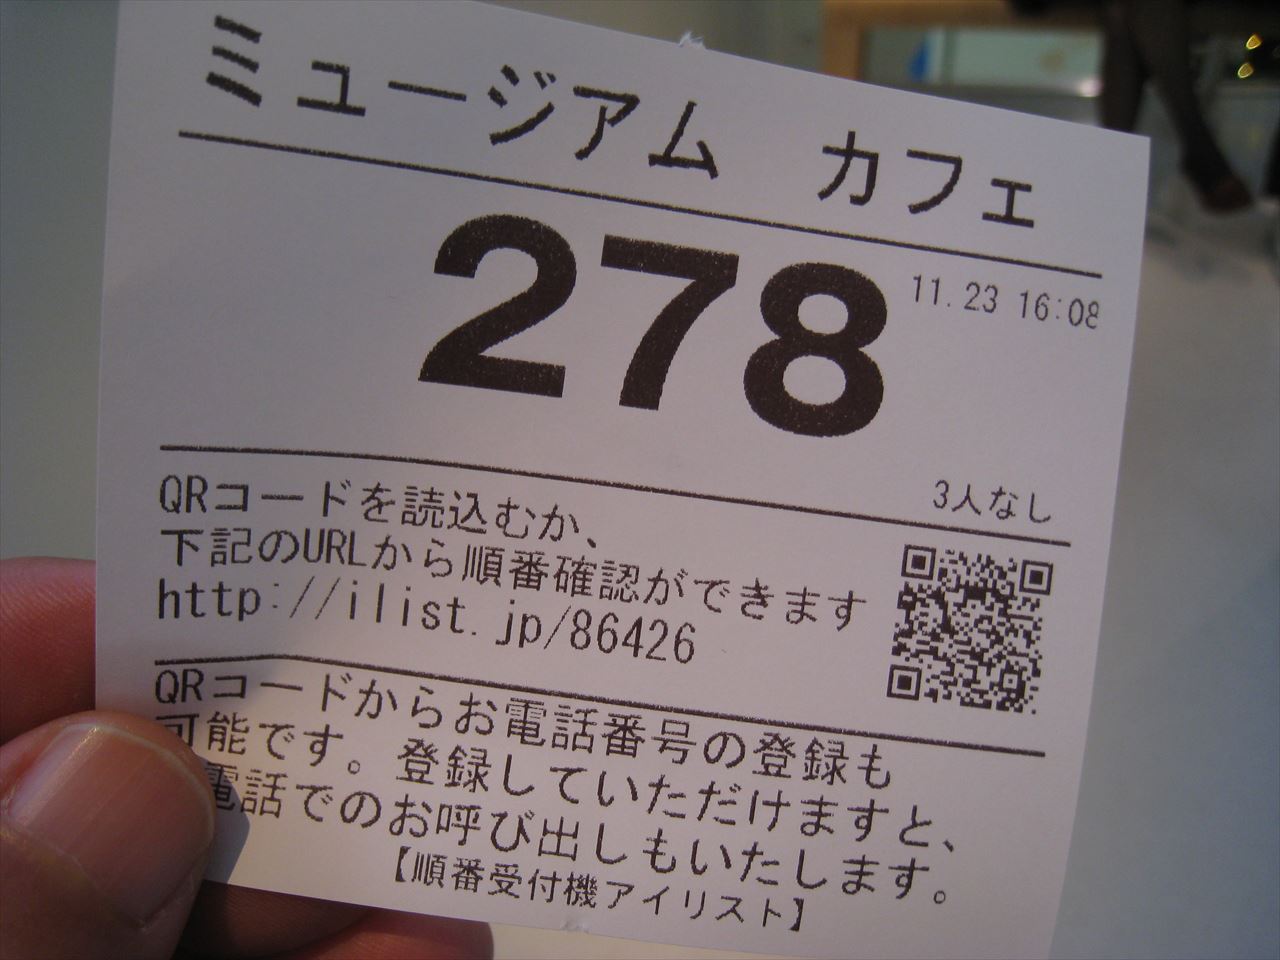 ミュージアム カフェ
278
11.23 16:08
3人なし
QRコードを読込むか、
下記のURLから順番確認ができます
http://ilist.jp/86426
QRコードからお電話番号の登録も
可能です。登録していただけますと、
電話でのお呼び出しもいたします。
【順番受付機アイリスト】